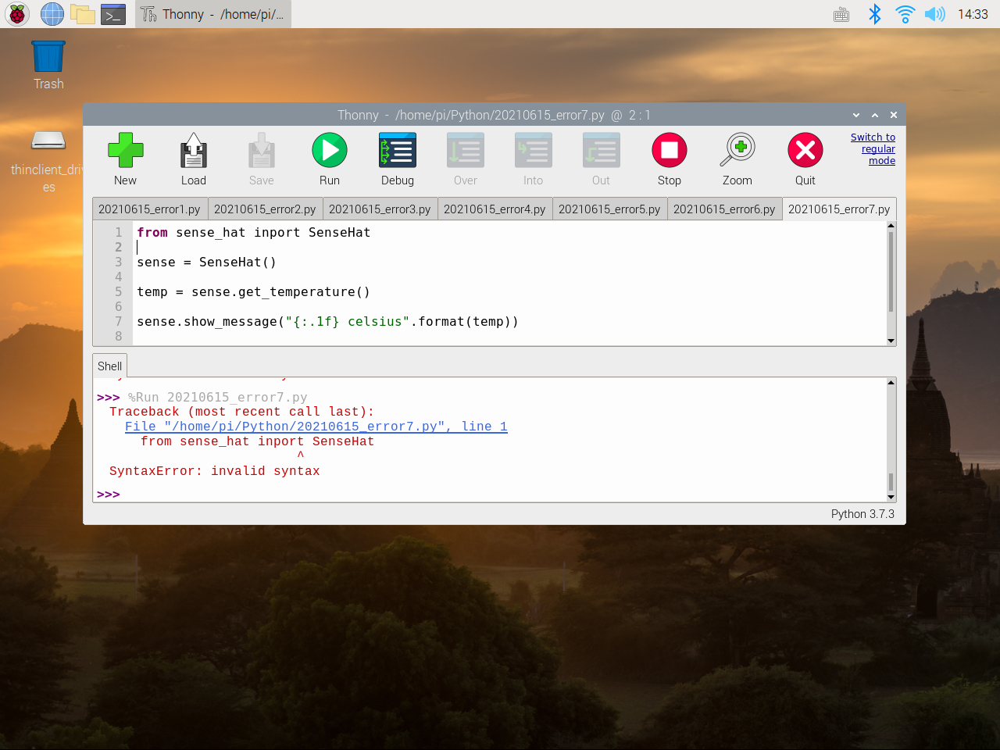 Thonny - /home/pi/...
14:33
Trash
thinclient_driv
es
Thonny - /home/pi/Python/20210615_error7.py @ 2 : 1
New
Load
Save
Run
Debug
Over
Into
Out
Stop
Zoom
Quit
Switch to
regular
mode
20210615_error1.py
20210615_error2.py
20210615_error3.py
20210615_error4.py
20210615_error5.py
20210615_error6.py
20210615_error7.py
1 from sense_hat inport SenseHat
2
3 sense = SenseHat()
4
5 temp = sense.get_temperature()
6
7 sense.show_message("{:.1f} celsius".format(temp))
8
Shell
>>> %Run 20210615_error7.py
Traceback (most recent call last):
File "/home/pi/Python/20210615_error7.py", line 1
from sense_hat inport SenseHat
^
SyntaxError: invalid syntax
>>>
Python 3.7.3